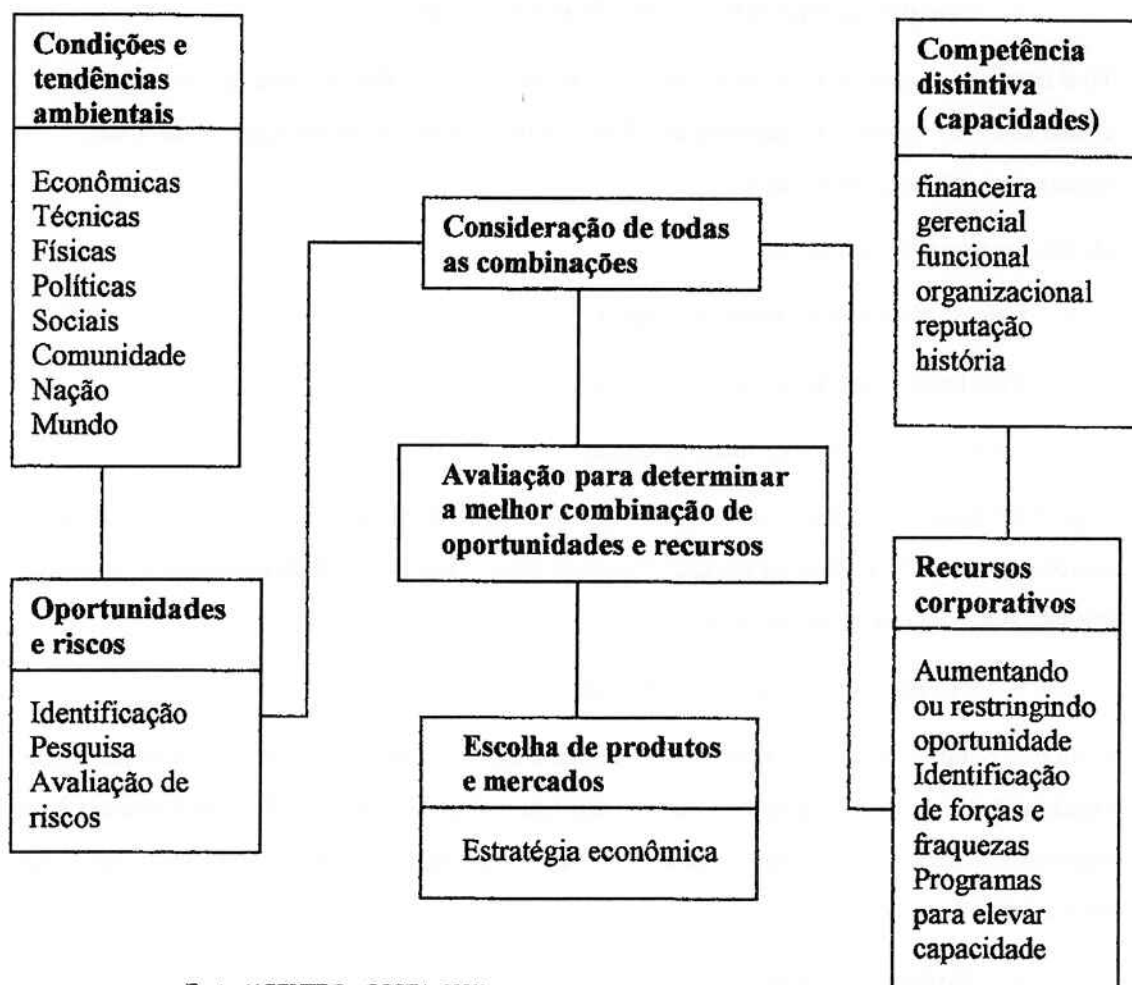 Condições e
tendências
ambientais
Econômicas
Técnicas
Físicas
Políticas
Sociais
Comunidade
Nação
Mundo
Oportunidades
e riscos
Identificação
Pesquisa
Avaliação de
riscos
Consideração de todas
as combinações
Avaliação para determinar
a melhor combinação de
oportunidades e recursos
Escolha de produtos
e mercados
Estratégia econômica
Competência
distintiva
( capacidades)
financeira
gerencial
funcional
organizacional
reputação
história
Recursos
corporativos
Aumentando
ou restringindo
oportunidade
Identificação
de forças e
fraquezas
Programas
para elevar
capacidade